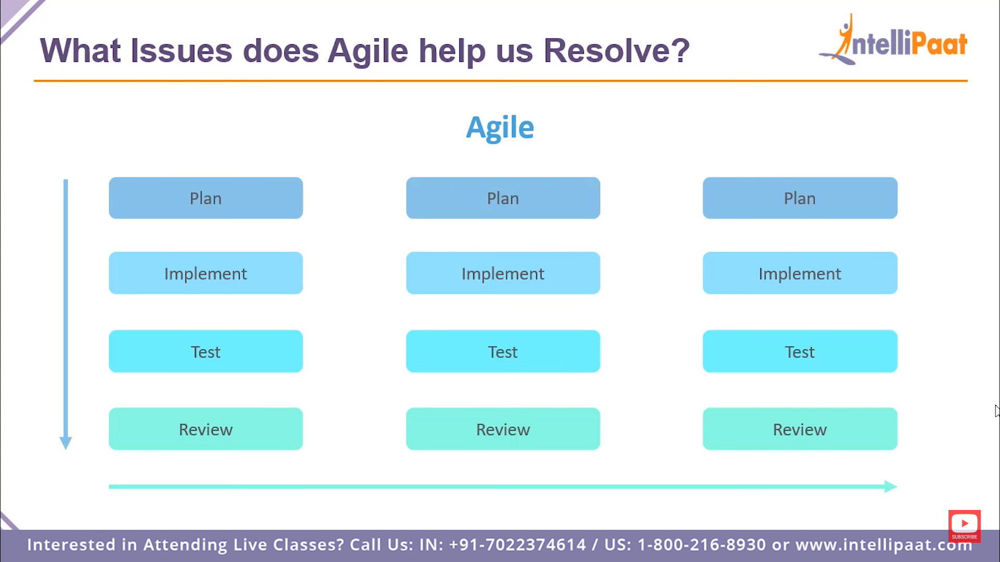 What Issues does Agile help us Resolve?
IntelliPaat
Agile
Plan Plan Plan
Implement Implement Implement
Test Test Test
Review Review Review
SUBSCRIBE
Interested in Attending Live Classes? Call Us: IN: +91-7022374614 / US: 1-800-216-8930 or www.intellipaat.com